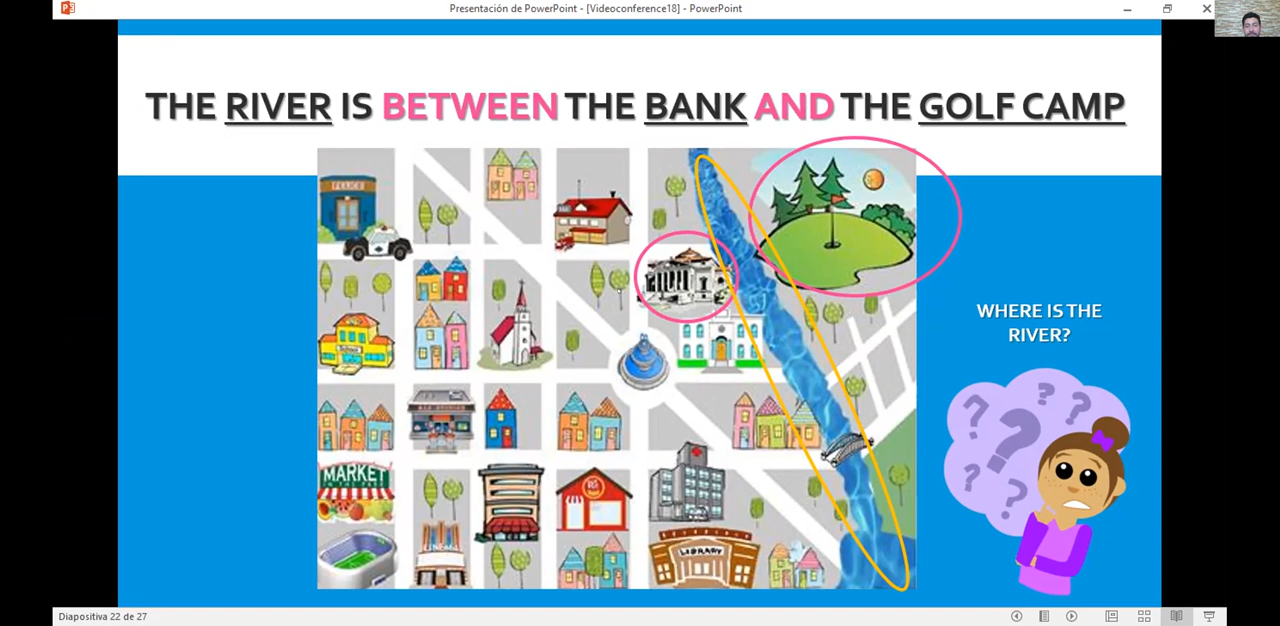 Presentación de PowerPoint - [Videoconference18] - PowerPoint
THE RIVER IS BETWEEN THE BANK AND THE GOLF CAMP
POLICE
MARKET
LIBRARY
WHERE IS THE
RIVER?
? ? ? ? ? ?
Diapositiva 22 de 27